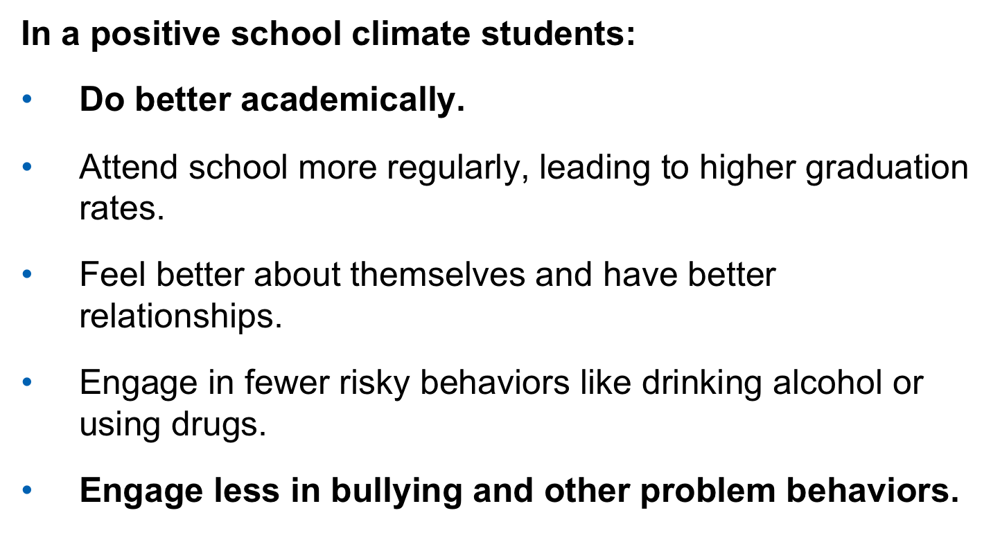 In a positive school climate students:
• Do better academically.
• Attend school more regularly, leading to higher graduation
rates.
• Feel better about themselves and have better
relationships.
• Engage in fewer risky behaviors like drinking alcohol or
using drugs.
• Engage less in bullying and other problem behaviors.